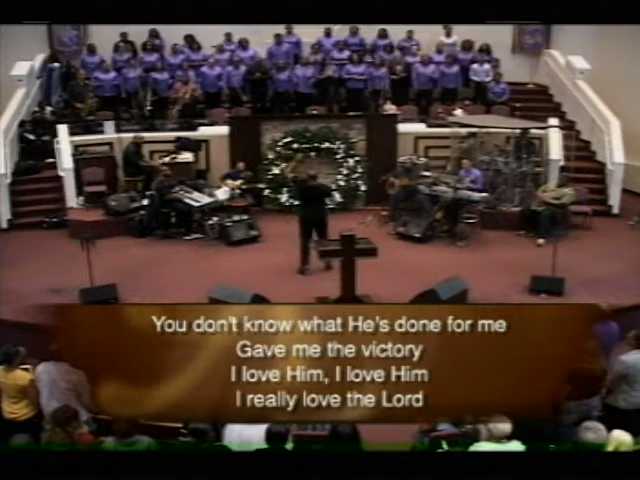 You don't know what He's done for me
Gave me the victory
I love Him, I love Him
I really love the Lord